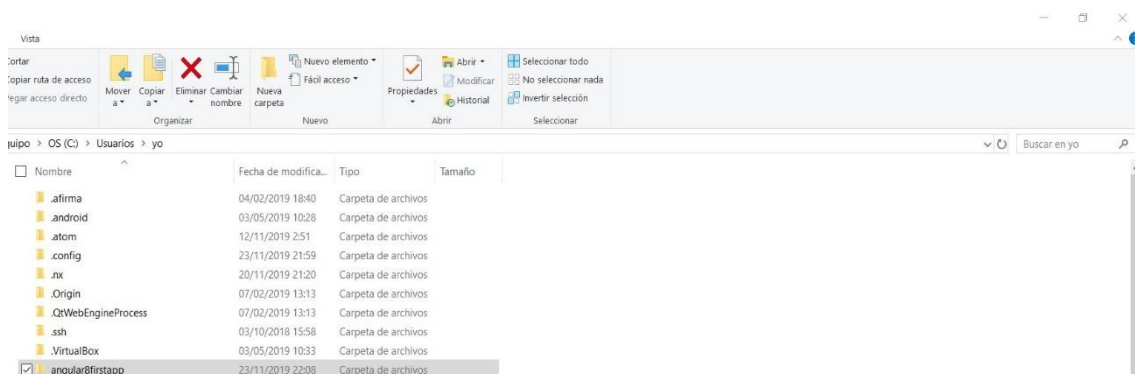 Vista
Cortar
Copiar ruta de acceso
Pegar acceso directo
Mover a
Copiar a
Eliminar
Cambiar nombre
Organizar
Nueva carpeta
Nuevo elemento
Fácil acceso
Nuevo
Propiedades
Abrir
Modificar
Historial
Abrir
Seleccionar todo
No seleccionar nada
Invertir selección
Seleccionar
quipo > OS (C:) > Usuarios > yo
Buscar en yo
Nombre Fecha de modifica... Tipo Tamaño
.afirma 04/02/2019 18:40 Carpeta de archivos
.android 03/05/2019 10:28 Carpeta de archivos
.atom 12/11/2019 2:51 Carpeta de archivos
.config 23/11/2019 21:59 Carpeta de archivos
.nx 20/11/2019 21:20 Carpeta de archivos
.Origin 07/02/2019 13:13 Carpeta de archivos
.QtWebEngineProcess 07/02/2019 13:13 Carpeta de archivos
.ssh 03/10/2018 15:58 Carpeta de archivos
.VirtualBox 03/05/2019 10:33 Carpeta de archivos
angular8firstapp 23/11/2019 22:08 Carpeta de archivos